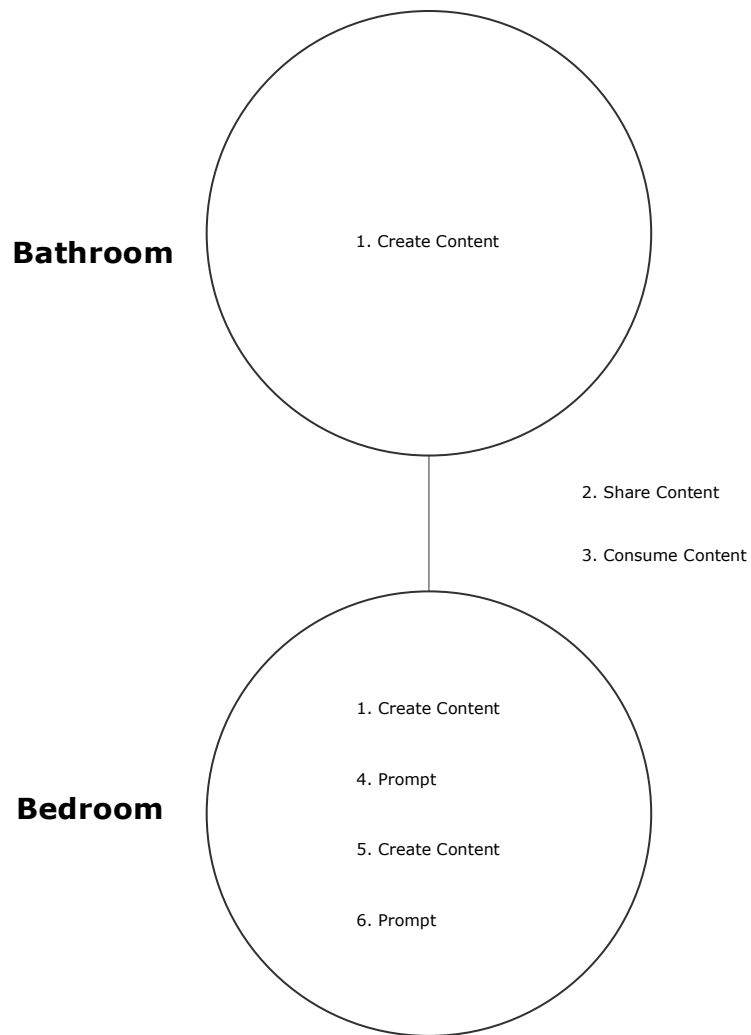 Bathroom
1. Create Content
2. Share Content
3. Consume Content
Bedroom
1. Create Content
4. Prompt
5. Create Content
6. Prompt